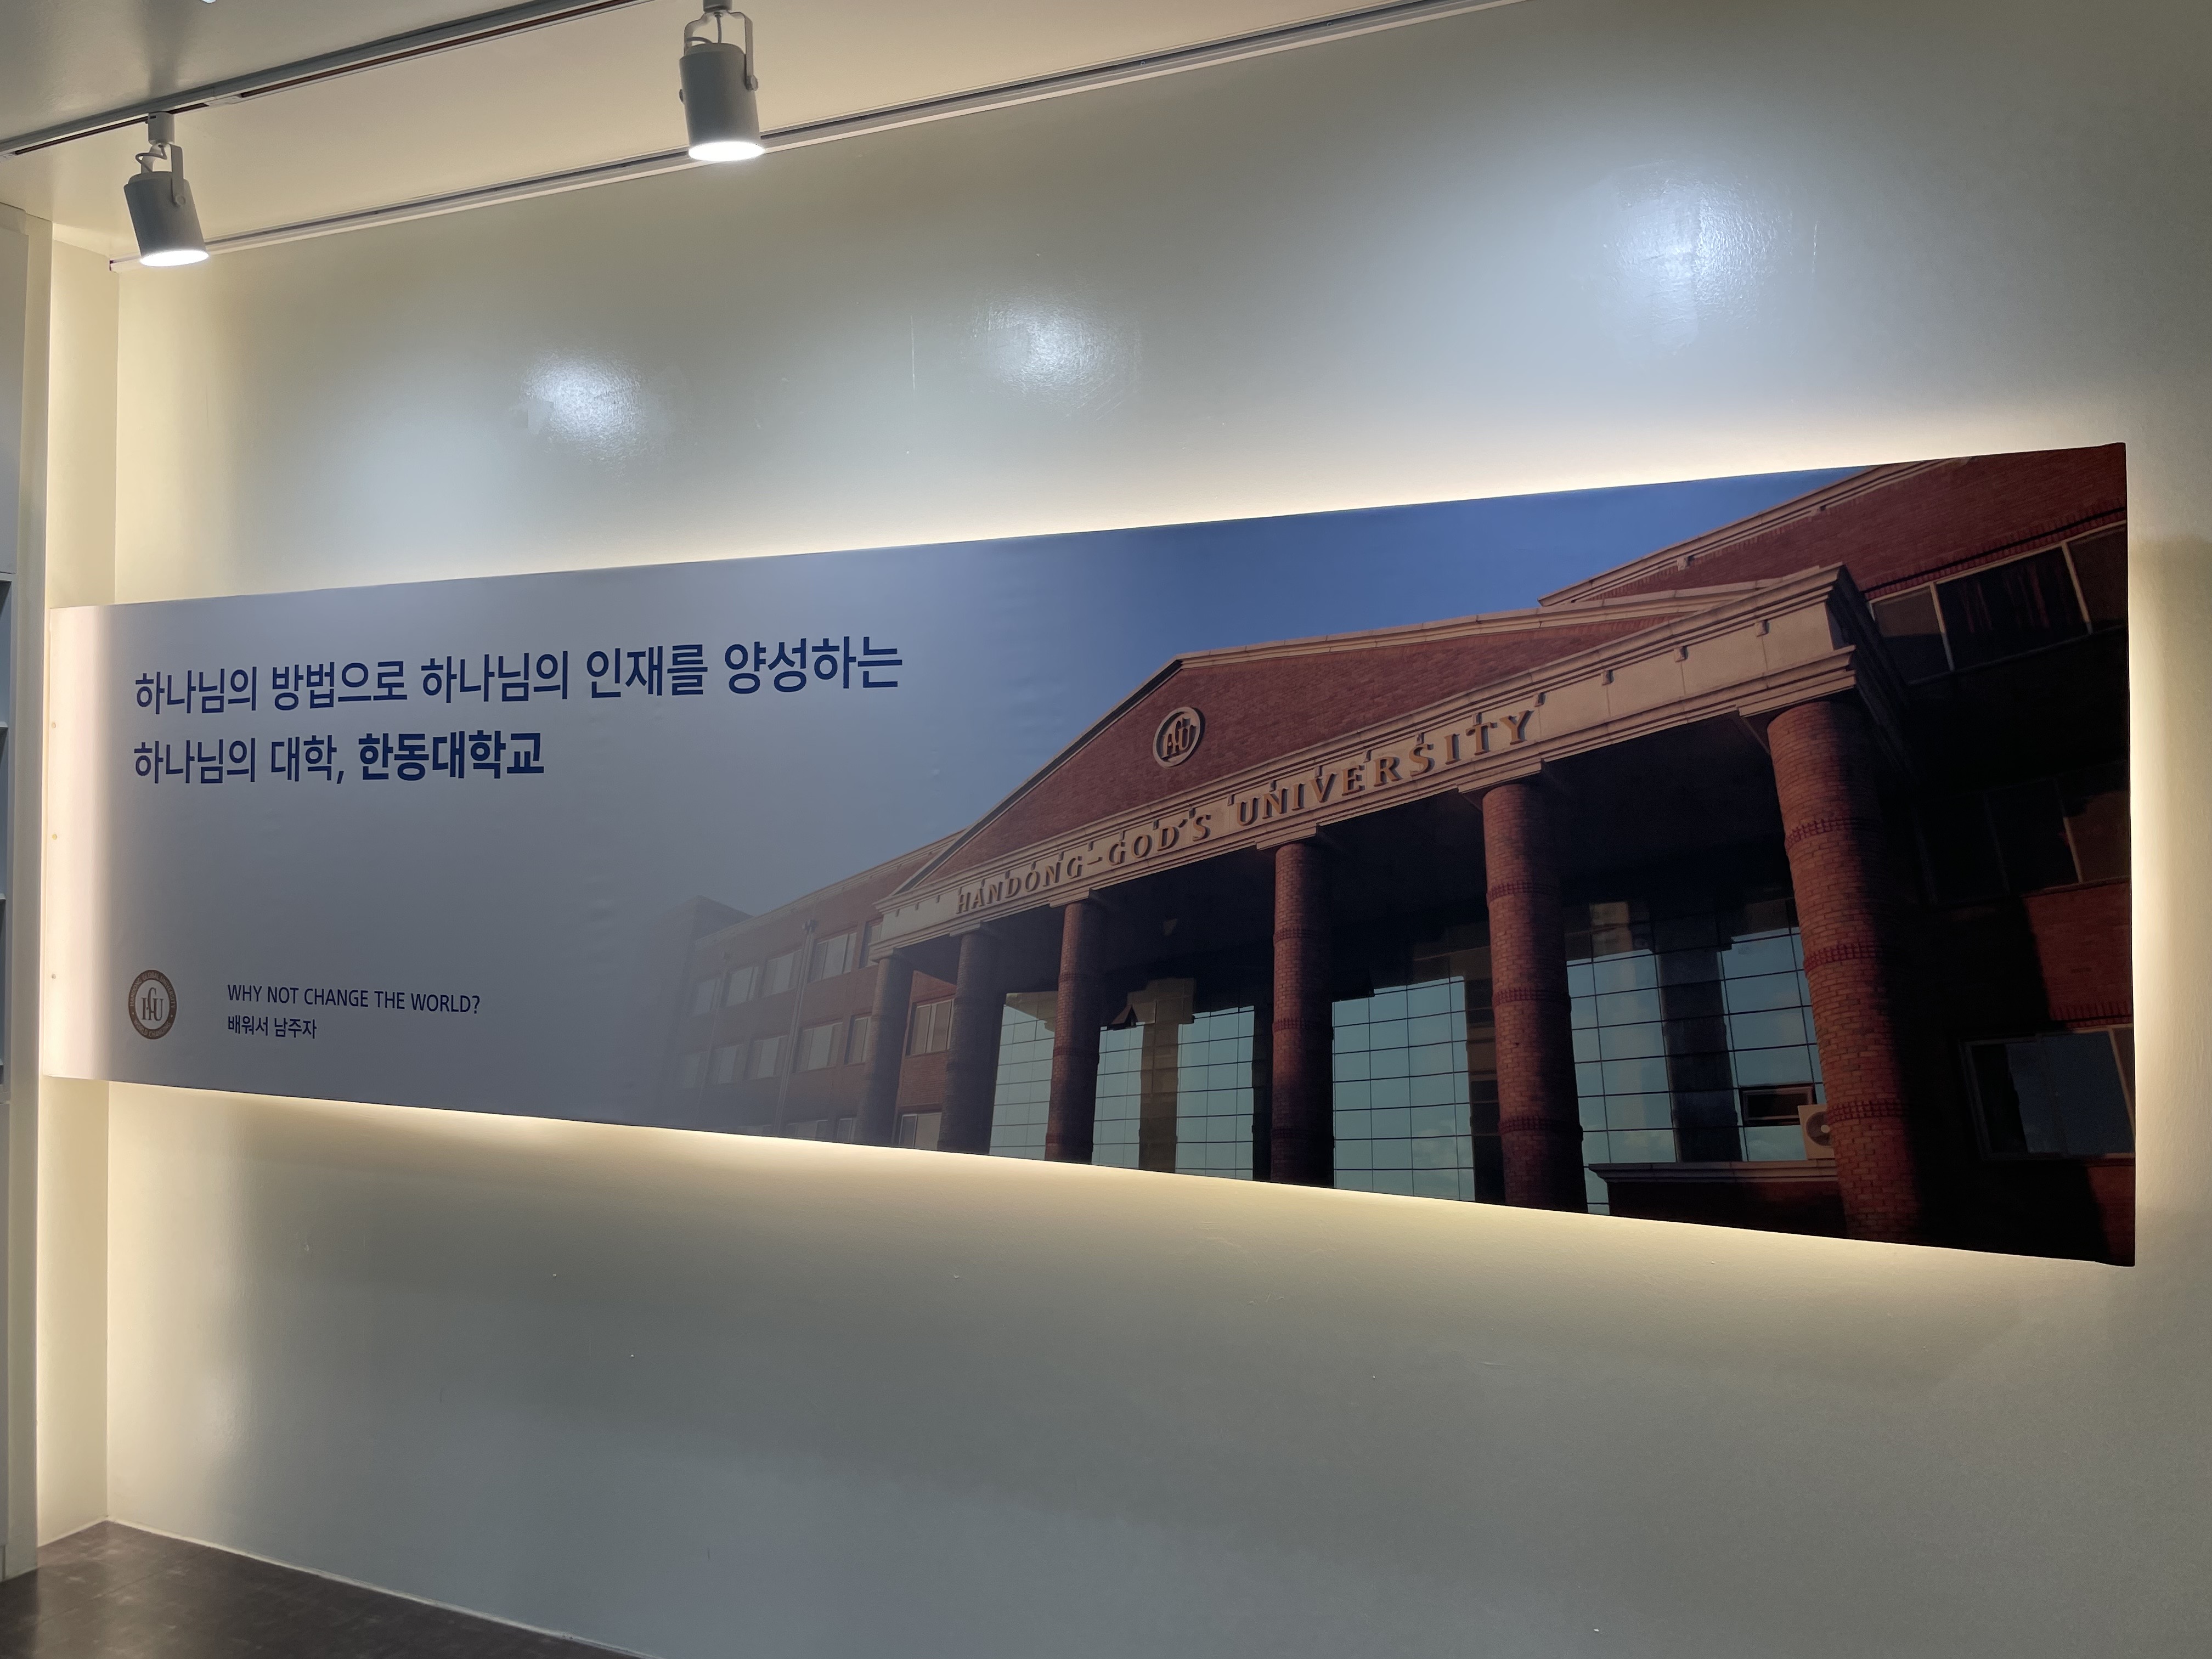 하나님의 방법으로 하나님의 인재를 양성하는
하나님의 대학, 한동대학교
HANDONG-GOD'S UNIVERSITY
HGU
WHY NOT CHANGE THE WORLD?
배워서 남주자